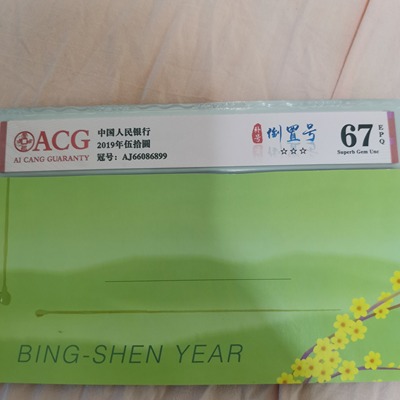 ACG
AI CANG GUARANTY
中国人民银行
2019年伍拾圆
冠号：AJ66086899
倒置号
☆☆☆
67
EPQ
Superb Gem Unc
BING-SHEN YEAR